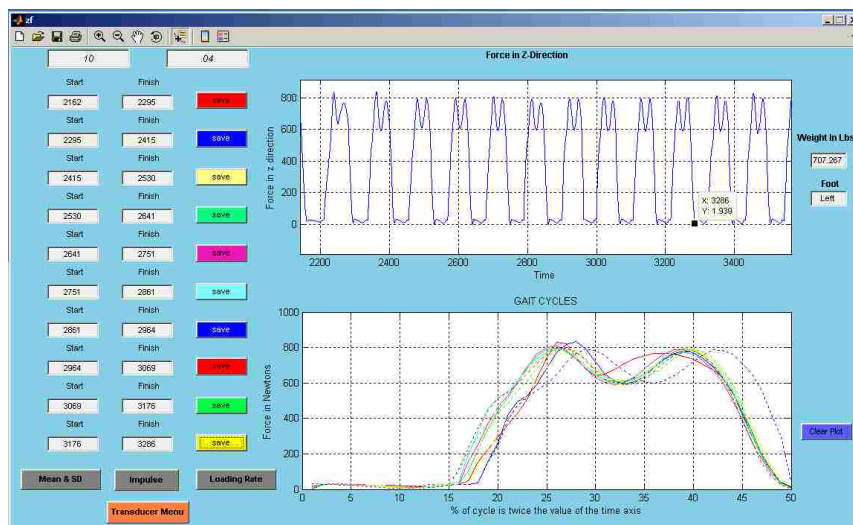 zf
10 .04
Start Finish
2162 2295 save
Start Finish
2295 2415 save
Start Finish
2415 2530 save
Start Finish
2530 2641 save
Start Finish
2641 2751 save
Start Finish
2751 2861 save
Start Finish
2861 2964 save
Start Finish
2964 3069 save
Start Finish
3069 3176 save
Start Finish
3176 3286 save
Mean & SD Impulse Loading Rate
Transducer Menu
Force in Z-Direction
Force in z direction
800
600
400
200
0
X: 3286
Y: 1.939
2200 2400 2600 2800 3000 3200 3400
Time
Weight In Lbs
707.267
Foot
Left
GAIT CYCLES
Force in Newtons
1000
800
600
400
200
0
0 5 10 15 20 25 30 35 40 45 50
% of cycle is twice the value of the time axis
Clear Plot